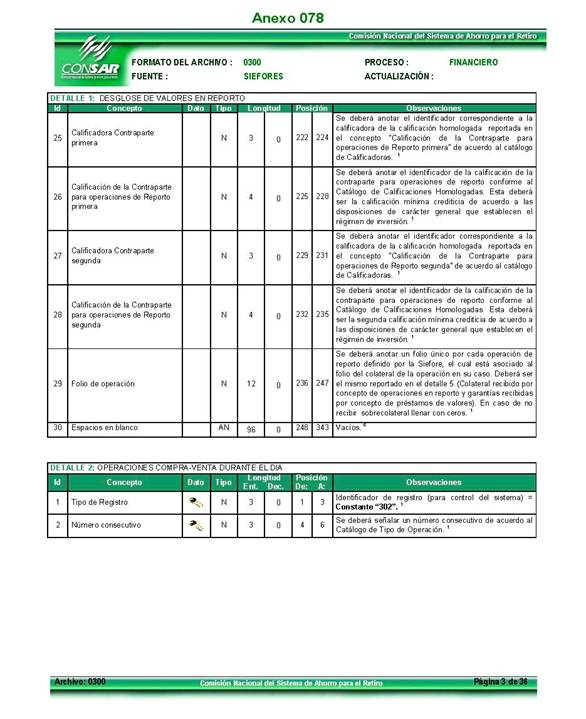 Anexo 078
Comisión Nacional del Sistema de Ahorro para el Retiro
CONSAR
FORMATO DEL ARCHIVO : 0300 PROCESO : FINANCIERO
FUENTE : SIEFORES ACTUALIZACIÓN :
DETALLE 1: DESGLOSE DE VALORES EN REPORTO
Id Concepto Dato Tipo Longitud Posición Observaciones
25 Calificadora Contraparte primera N 3 0 222 224
Se deberá anotar el identificador correspondiente a la
calificadora de la calificación homologada reportada en
el concepto "Calificación de la Contraparte para
operaciones de Reporto primera" de acuerdo al catálogo
de Calificadoras. 1
26 Calificación de la Contraparte para operaciones de Reporto primera N 4 0 225 228
Se deberá anotar el identificador de la calificación de la
contraparte para operaciones de reporto conforme al
Catálogo de Calificaciones Homologadas. Esta deberá
ser la calificación mínima crediticia de acuerdo a las
disposiciones de carácter general que establecen el
régimen de inversión. 1
27 Calificadora Contraparte segunda N 3 0 229 231
Se deberá anotar el identificador correspondiente a la
calificadora de la calificación homologada reportada en
el concepto "Calificación de la Contraparte para
operaciones de Reporto segunda" de acuerdo al catálogo
de Calificadoras. 1
28 Calificación de la Contraparte para operaciones de Reporto segunda N 4 0 232 235
Se deberá anotar el identificador de la calificación de la
contraparte para operaciones de reporto conforme al
Catálogo de Calificaciones Homologadas. Esta deberá
ser la segunda calificación mínima crediticia de acuerdo a
las disposiciones de carácter general que establecen el
régimen de inversión. 1
29 Folio de operación N 12 0 236 247
Se deberá anotar un folio único por cada operación de
reporto definido por la Siefore, el cual está asociado al
folio del colateral de la operación en su caso. Deberá ser
el mismo reportado en el detalle 5 (Colateral recibido por
concepto de operaciones en reporto y garantías recibidas
por concepto de préstamos de valores). En caso de no
recibir sobrecolateral llenar con ceros. 1
30 Espacios en blanco AN 96 0 248 343 Vacíos. 6
DETALLE 2: OPERACIONES COMPRA-VENTA DURANTE EL DIA
Id Concepto Dato Tipo Longitud Posición Observaciones
Ent. Dec. De: A:
1 Tipo de Registro N 3 0 1 3
Identificador de registro (para control del sistema) =
Constante "302". 1
2 Número consecutivo N 3 0 4 6
Se deberá señalar un número consecutivo de acuerdo al
Catálogo de Tipo de Operación. 1
Archivo: 0300 Comisión Nacional del Sistema de Ahorro para el Retiro Página 3 de 36